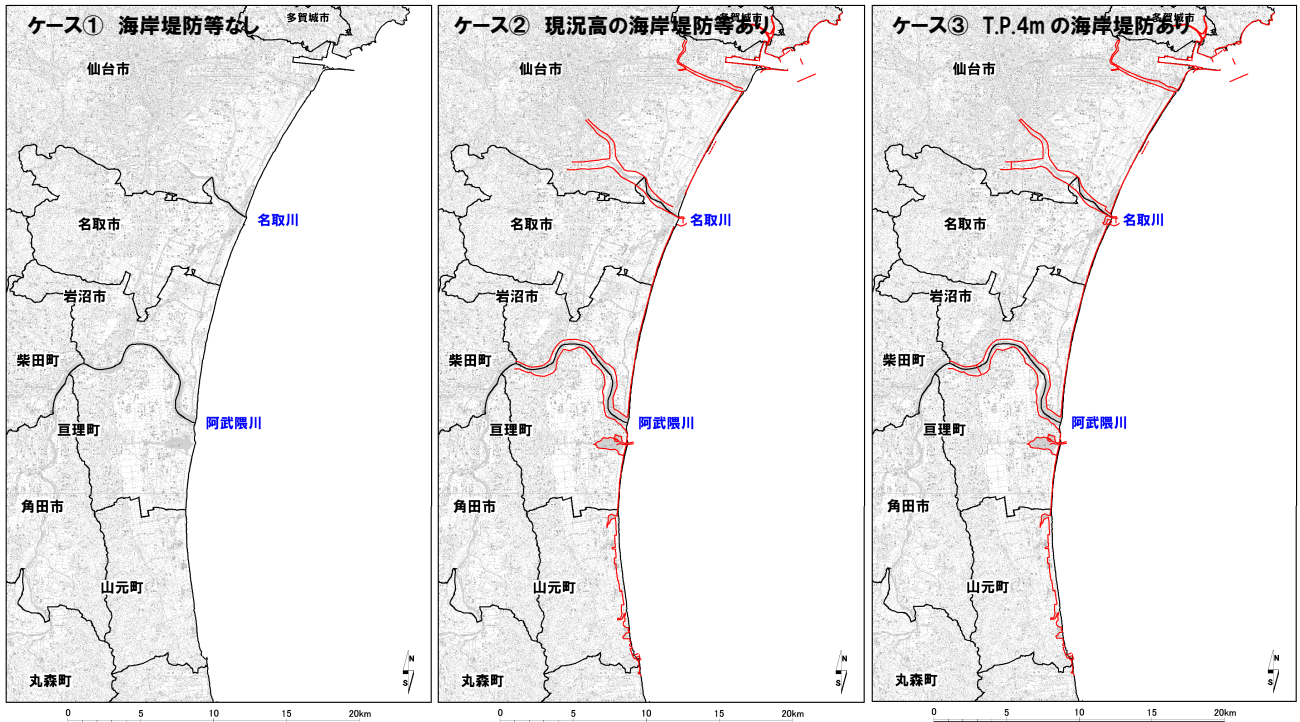 ケース① 海岸堤防等なし
多賀城市
仙台市
名取市
名取川
岩沼市
柴田町
阿武隈川
亘理町
角田市
山元町
丸森町
N
S
0 5 10 15 20km
ケース② 現況高の海岸堤防等あり
多賀城市
仙台市
名取市
名取川
岩沼市
柴田町
阿武隈川
亘理町
角田市
山元町
丸森町
N
S
0 5 10 15 20km
ケース③ T.P.4mの海岸堤防あり
多賀城市
仙台市
名取市
名取川
岩沼市
柴田町
阿武隈川
亘理町
角田市
山元町
丸森町
N
S
0 5 10 15 20km